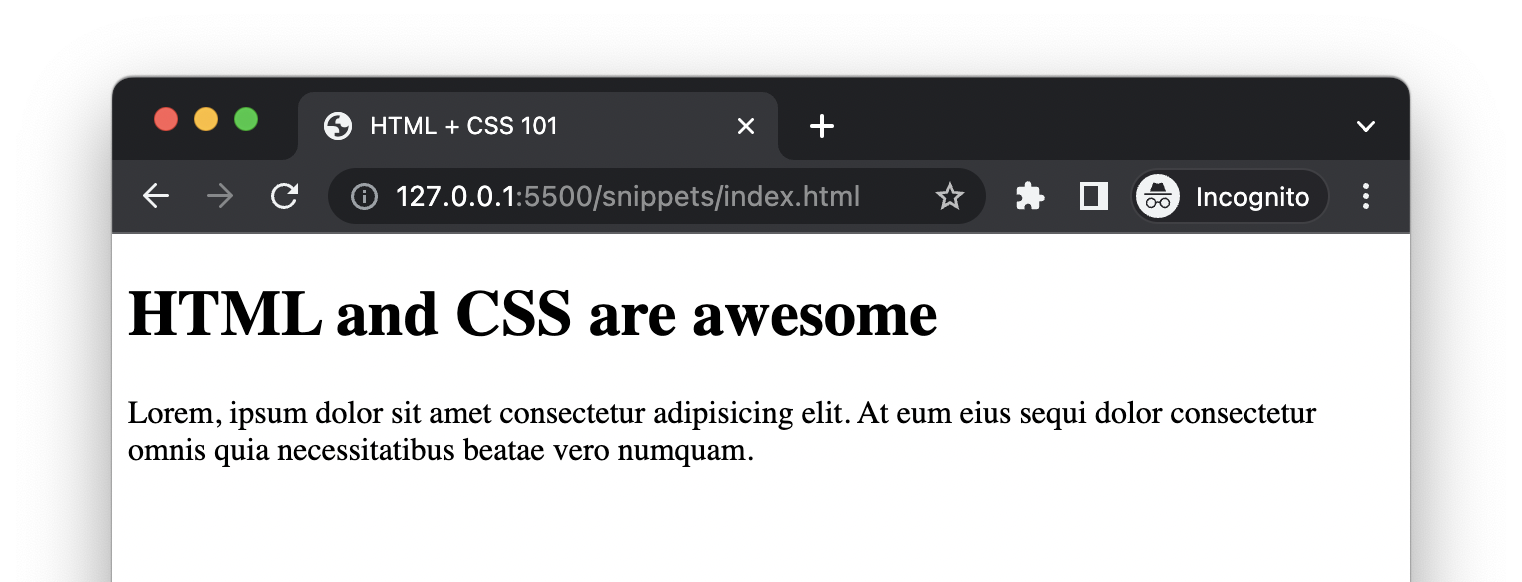 HTML + CSS 101
127.0.0.1:5500/snippets/index.html
Incognito
HTML and CSS are awesome
Lorem, ipsum dolor sit amet consectetur adipisicing elit. At eum eius sequi dolor consectetur
omnis quia necessitatibus beatae vero numquam.